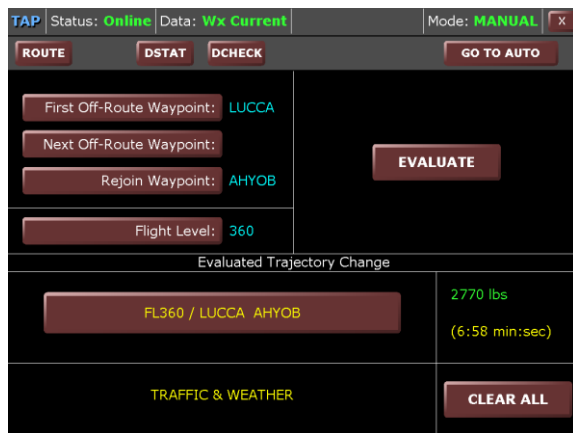 TAP Status: Online Data: Wx Current Mode: MANUAL X
ROUTE DSTAT DCHECK GO TO AUTO
First Off-Route Waypoint: LUCCA
Next Off-Route Waypoint:
EVALUATE
Rejoin Waypoint: AHYOB
Flight Level: 360
Evaluated Trajectory Change
2770 lbs
FL360 / LUCCA AHYOB
(6:58 min:sec)
TRAFFIC & WEATHER CLEAR ALL